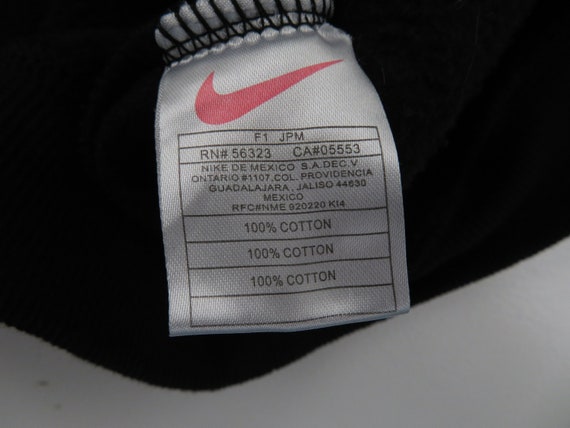 F1 JPM
RN# 56323 CA#05553
NIKE DE MEXICO S.A.DEC.V
ONTARIO #1107,COL. PROVIDENCIA
GUADALAJARA, JALISO 44630
MEXICO
RFC#NME 920220 KI4
100% COTTON
100% COTTON
100% COTTON